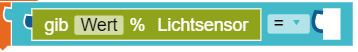 gib Wert % Lichtsensor =